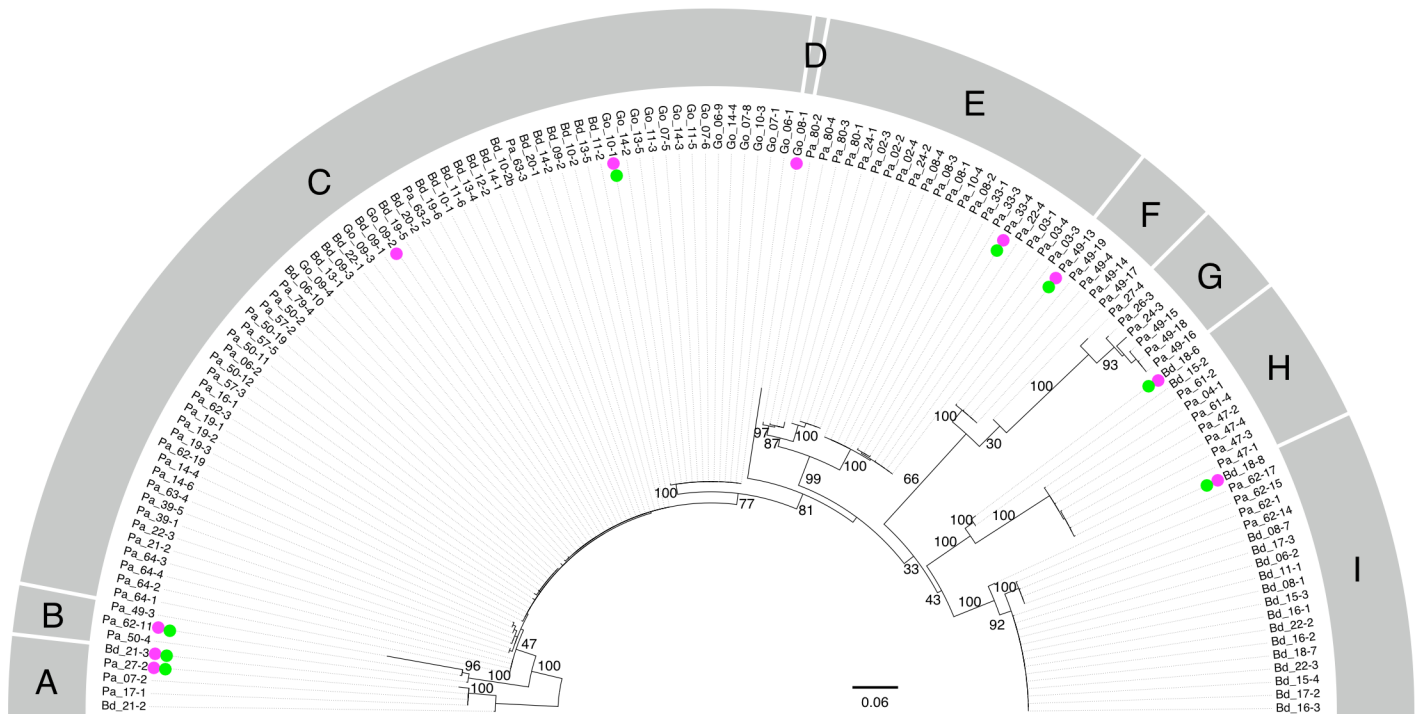 A
B
C
D
E
F
G
H
I
Bd_21-2
Pa_17-1
Pa_07-2
Pa_27-2
Bd_21-3
Pa_50-4
Pa_62-11
Pa_49-3
Pa_64-1
Pa_64-2
Pa_64-4
Pa_64-3
Pa_21-2
Pa_22-3
Pa_39-1
Pa_39-5
Pa_63-4
Pa_14-6
Pa_14-4
Pa_62-19
Pa_19-3
Pa_19-2
Pa_19-1
Pa_62-3
Pa_16-1
Pa_57-3
Pa_50-12
Pa_06-2
Pa_50-11
Pa_57-5
Pa_50-19
Pa_57-2
Pa_50-2
Pa_79-4
Bd_06-10
Go_09-4
Bd_13-1
Bd_09-3
Bd_22-1
Go_09-3
Bd_09-1
Go_09-2
Bd_19-5
Bd_20-2
Pa_63-2
Bd_19-6
Bd_10-1
Bd_11-6
Bd_13-4
Bd_12-2
Bd_14-1
Bd_10-2b
Pa_63-3
Bd_20-1
Bd_14-2
Bd_09-2
Bd_10-2
Bd_13-5
Bd_11-2
Go_10-1
Go_14-2
Go_13-5
Go_11-3
Go_07-5
Go_14-3
Go_11-5
Go_07-6
Go_06-9
Go_14-4
Go_07-8
Go_10-3
Go_07-1
Go_06-1
Go_08-1
Pa_80-2
Pa_80-4
Pa_80-3
Pa_80-1
Pa_24-1
Pa_02-3
Pa_02-2
Pa_02-4
Pa_24-2
Pa_08-4
Pa_08-3
Pa_08-1
Pa_10-4
Pa_08-2
Pa_33-1
Pa_33-3
Pa_33-4
Pa_22-4
Pa_03-1
Pa_03-4
Pa_03-3
Pa_49-13
Pa_49-19
Pa_49-4
Pa_49-14
Pa_49-17
Pa_27-4
Pa_26-3
Pa_24-3
Pa_49-15
Pa_49-18
Pa_49-16
Bd_18-6
Bd_15-2
Pa_61-2
Pa_04-1
Pa_61-4
Pa_47-2
Pa_47-4
Pa_47-3
Pa_47-1
Bd_18-8
Pa_62-17
Pa_62-15
Pa_62-1
Pa_62-14
Bd_08-7
Bd_17-3
Bd_06-2
Bd_11-1
Bd_08-1
Bd_15-3
Bd_16-1
Bd_22-2
Bd_16-2
Bd_18-7
Bd_22-3
Bd_15-4
Bd_17-2
Bd_16-3
93
100
100
30
97
87
100
100
99
66
100
77
81
100
100
100
33
43
100
100
92
47
96
100
100
100
0.06